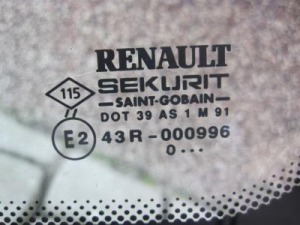 RENAULT
115
SEKURIT
SAINT-GOBAIN
DOT 39 AS 1 M 91
E2
43R-000996
0···